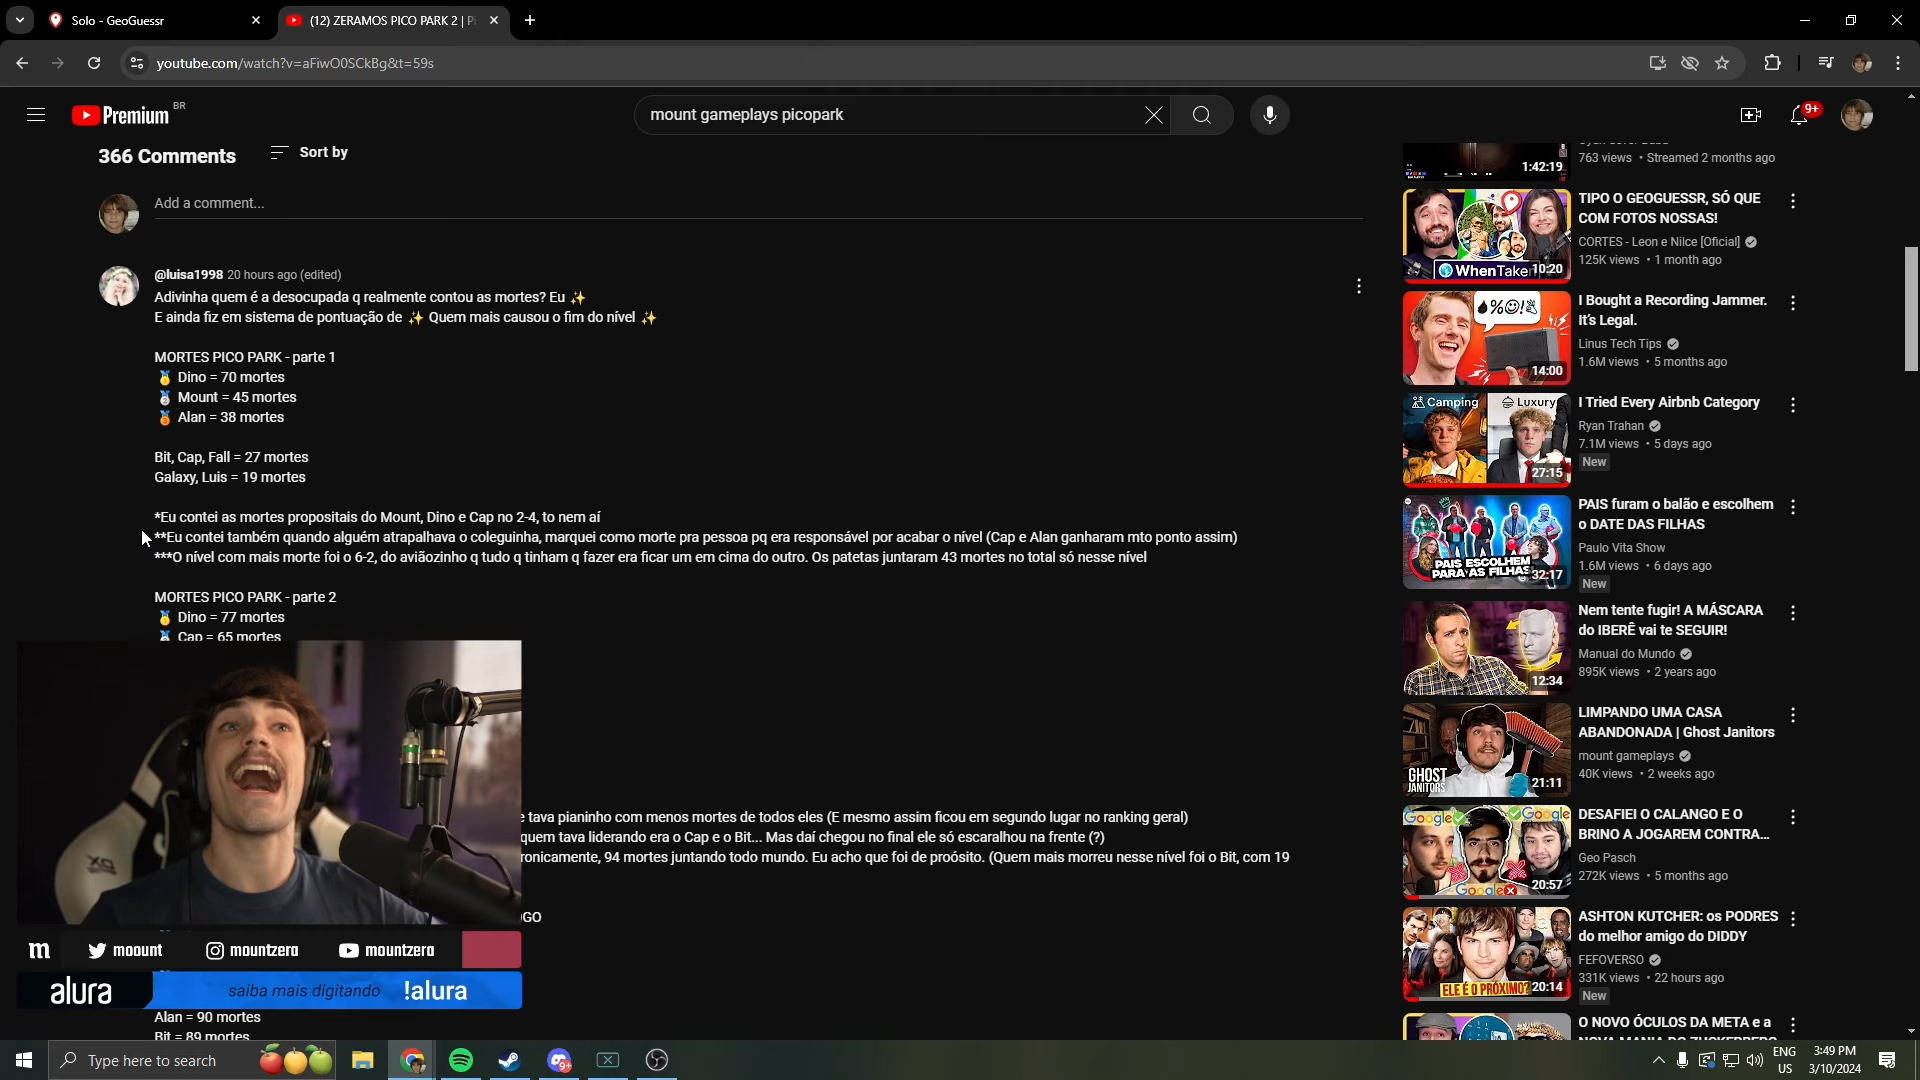 Solo - GeoGuessr
(12) ZERAMOS PICO PARK 2 |
youtube.com/watch?v=aFiwO0SCkBg&t=59s
Premium BR
mount gameplays picopark
9+
366 Comments
Sort by
Add a comment...
@luisa1998 20 hours ago (edited)
Adivinha quem é a desocupada q realmente contou as mortes? Eu ✨
E ainda fiz em sistema de pontuação de ✨ Quem mais causou o fim do nível ✨
MORTES PICO PARK - parte 1
🥇 Dino = 70 mortes
🥈 Mount = 45 mortes
🥉 Alan = 38 mortes
Bit, Cap, Fall = 27 mortes
Galaxy, Luis = 19 mortes
*Eu contei as mortes propositais do Mount, Dino e Cap no 2-4, to nem aí
**Eu contei também quando alguém atrapalhava o coleguinha, marquei como morte pra pessoa pq era responsável por acabar o nível (Cap e Alan ganharam mto ponto assim)
***O nível com mais morte foi o 6-2, do aviãozinho q tudo q tinham q fazer era ficar um em cima do outro. Os patetas juntaram 43 mortes no total só nesse nível
MORTES PICO PARK - parte 2
🥇 Dino = 77 mortes
🥈 Cap = 65 mortes
e tava pianinho com menos mortes de todos eles (E mesmo assim ficou em segundo lugar no ranking geral)
quem tava liderando era o Cap e o Bit... Mas daí chegou no final ele só escaralhou na frente (?)
ronicamente, 94 mortes juntando todo mundo. Eu acho que foi de proósito. (Quem mais morreu nesse nível foi o Bit, com 19
GO
m moount mountzera mountzera
alura saiba mais digitando !alura
Alan = 90 mortes
Bit = 89 mortes
1:42:19
763 views • Streamed 2 months ago
WhenTaken
10:20
TIPO O GEOGUESSR, SÓ QUE
COM FOTOS NOSSAS!
CORTES - Leon e Nilce [Oficial]
125K views • 1 month ago
14:00
I Bought a Recording Jammer.
It’s Legal.
Linus Tech Tips
1.6M views • 5 months ago
Camping Luxury
27:15
I Tried Every Airbnb Category
Ryan Trahan
7.1M views • 5 days ago
New
PAIS ESCOLHEM
PARA AS FILHAS
32:17
PAIS furam o balão e escolhem
o DATE DAS FILHAS
Paulo Vita Show
1.6M views • 6 days ago
New
12:34
Nem tente fugir! A MÁSCARA
do IBERÊ vai te SEGUIR!
Manual do Mundo
895K views • 2 years ago
GHOST
JANITORS
21:11
LIMPANDO UMA CASA
ABANDONADA | Ghost Janitors
mount gameplays
40K views • 2 weeks ago
Google Google
Google
20:57
DESAFIEI O CALANGO E O
BRINO A JOGAREM CONTRA...
Geo Pasch
272K views • 5 months ago
ELE É O PRÓXIMO?
20:14
ASHTON KUTCHER: os PODRES
do melhor amigo do DIDDY
FEFOVERSO
331K views • 22 hours ago
New
O NOVO ÓCULOS DA META e a
Type here to search
ENG
US
3:49 PM
3/10/2024